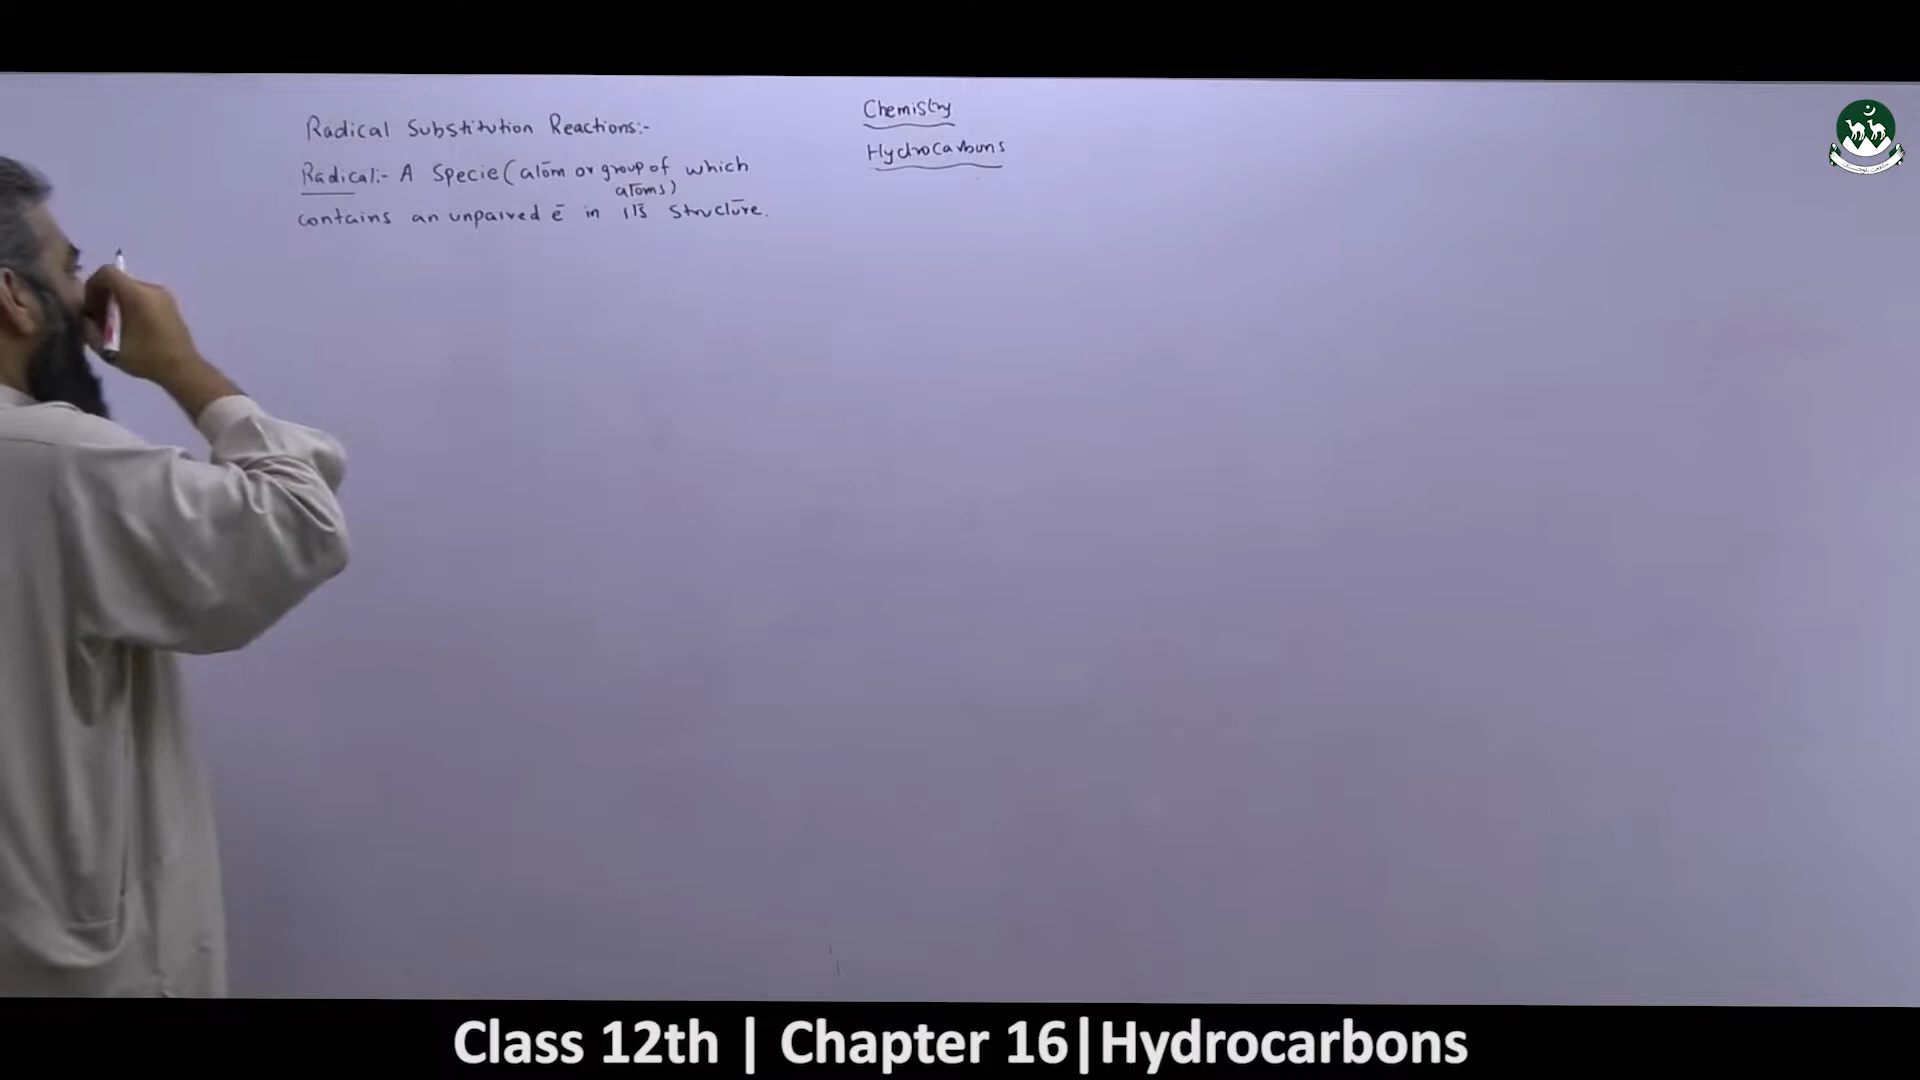 Chemistry
Hydrocarbons
Radical Substitution Reactions:-
Radical:- A Specie (atom or group of which
atoms)
contains an unpaired ē in its structure.
Class 12th | Chapter 16|Hydrocarbons